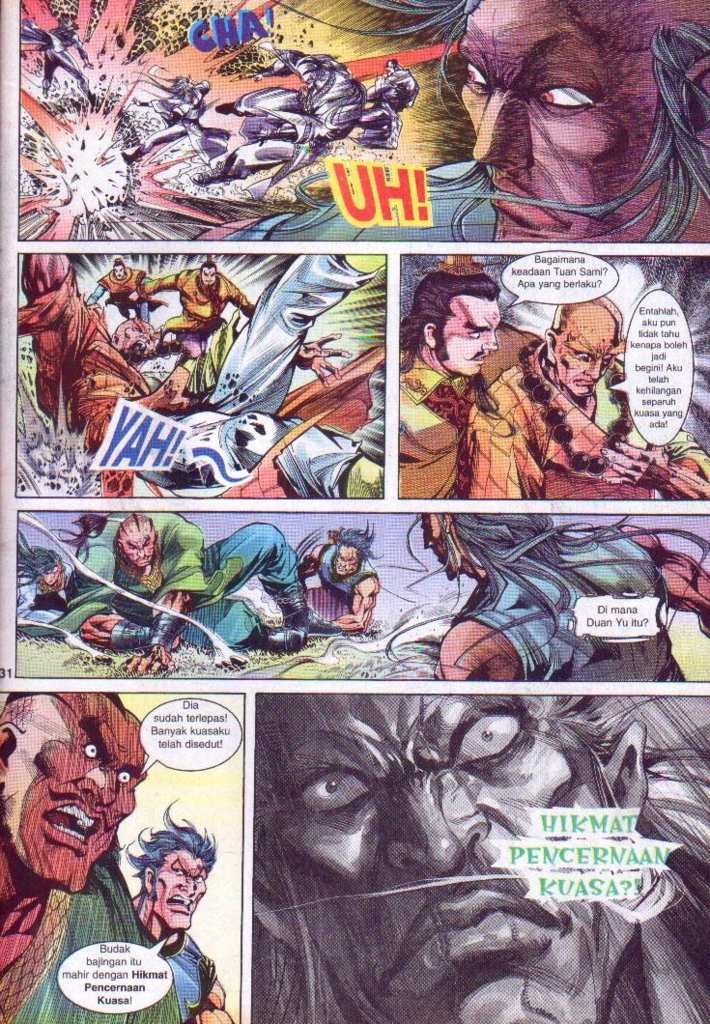 CHA!
UH!
YAH!
Bagaimana
keadaan Tuan Sami?
Apa yang berlaku?
Entahlah,
aku pun
tidak tahu
kenapa boleh
jadi
begini! Aku
telah
kehilangan
separuh
kuasa yang
ada!
Di mana
Duan Yu itu?
31
Dia
sudah terlepas!
Banyak kuasaku
telah disedut!
Budak
bajingan itu
mahir dengan Hikmat
Pencernaan
Kuasa!
HIKMAT
PENCERNAAN
KUASA?!